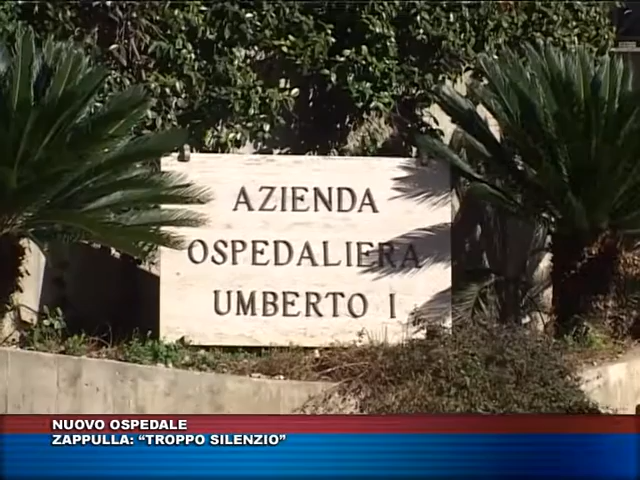 AZIENDA
OSPEDALIERA
UMBERTO I
NUOVO OSPEDALE
ZAPPULLA: “TROPPO SILENZIO”